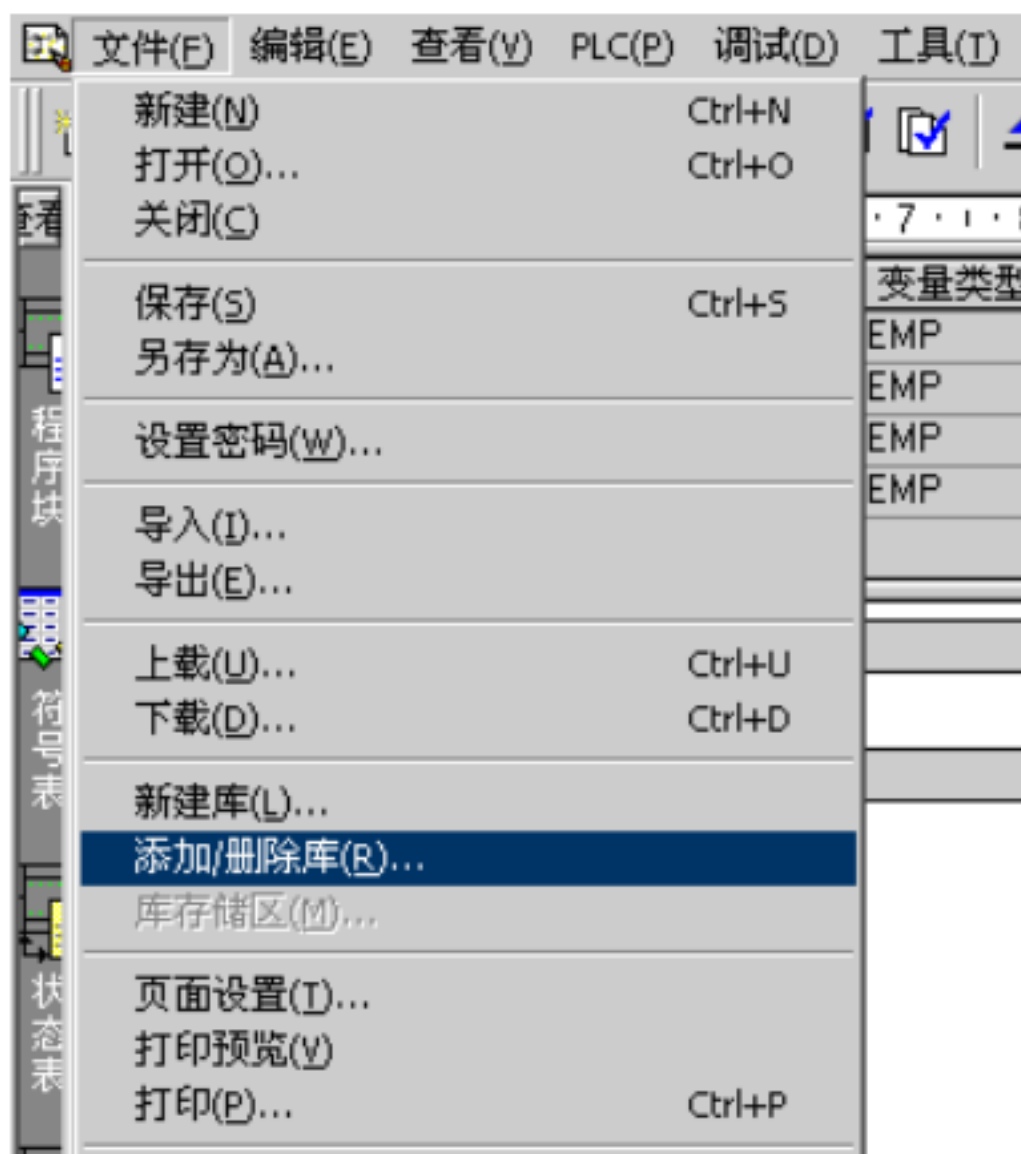 文件(F) 编辑(E) 查看(V) PLC(P) 调试(D) 工具(T)
新建(N) Ctrl+N
打开(O)... Ctrl+O
关闭(C)
查看
· 7 · ı ·
保存(S) Ctrl+S
变量类型
另存为(A)...
EMP
EMP
设置密码(W)...
EMP
EMP
程序块
导入(I)...
导出(E)...
上载(U)... Ctrl+U
下载(D)... Ctrl+D
符号表
新建库(L)...
添加/删除库(R)...
库存储区(M)...
状态表
页面设置(T)...
打印预览(V)
打印(P)... Ctrl+P